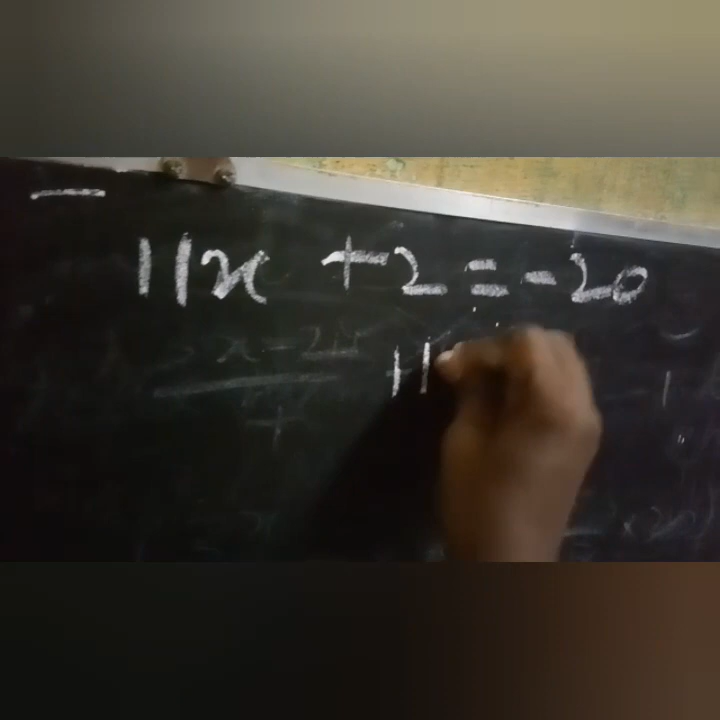 11x + 2 = -20
11